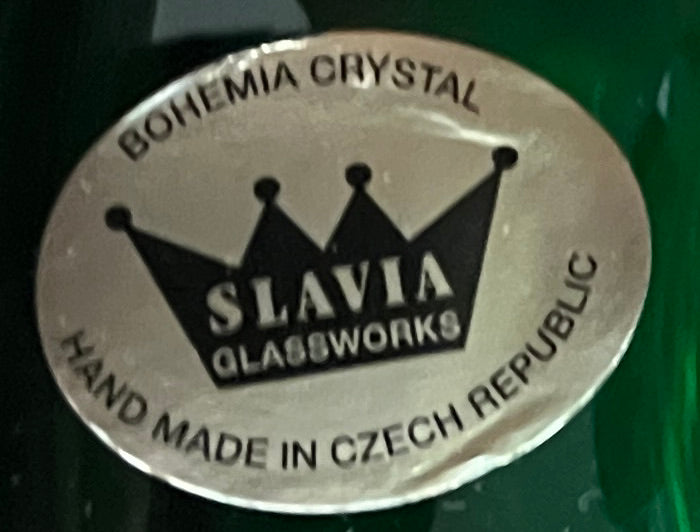 BOHEMIA CRYSTAL
SLAVIA
GLASSWORKS
HAND MADE IN CZECH REPUBLIC